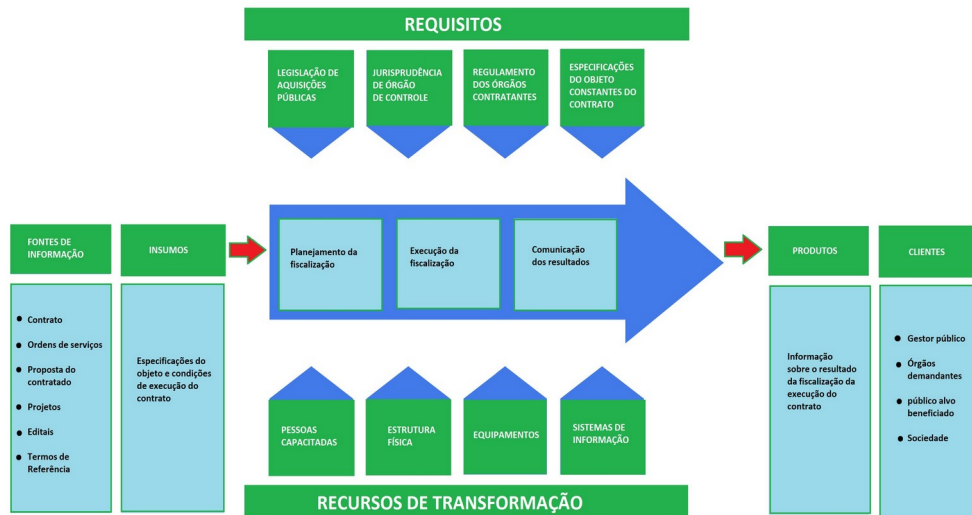 REQUISITOS
LEGISLAÇÃO DE
AQUISIÇÕES
PÚBLICAS
JURISPRUDÊNCIA
DE ÓRGÃO
DE CONTROLE
REGULAMENTO
DOS ÓRGÃOS
CONTRATANTES
ESPECIFICAÇÕES
DO OBJETO
CONSTANTES DO
CONTRATO
FONTES DE
INFORMAÇÃO
Contrato
Ordens de serviços
Proposta do
contratado
Projetos
Editais
Termos de
Referência
INSUMOS
Especificações do
objeto e condições
de execução do
contrato
Planejamento da
fiscalização
Execução da
fiscalização
Comunicação
dos resultados
PRODUTOS
Informação
sobre o resultado
da fiscalização da
execução do
contrato
CLIENTES
Gestor público
Órgãos
demandantes
público alvo
beneficiado
Sociedade
PESSOAS
CAPACITADAS
ESTRUTURA
FÍSICA
EQUIPAMENTOS
SISTEMAS DE
INFORMAÇÃO
RECURSOS DE TRANSFORMAÇÃO